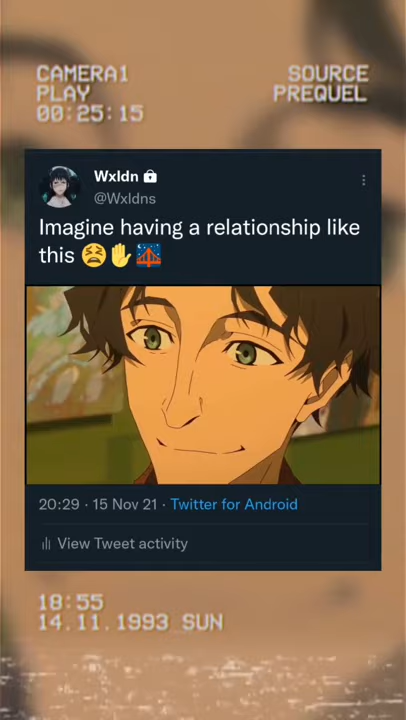 CAMERA1
PLAY
00:25:15
SOURCE
PREQUEL
Wxldn
@Wxldns
Imagine having a relationship like
this 😫✋🌉
20:29 · 15 Nov 21 · Twitter for Android
View Tweet activity
18:55
14.11.1993 SUN